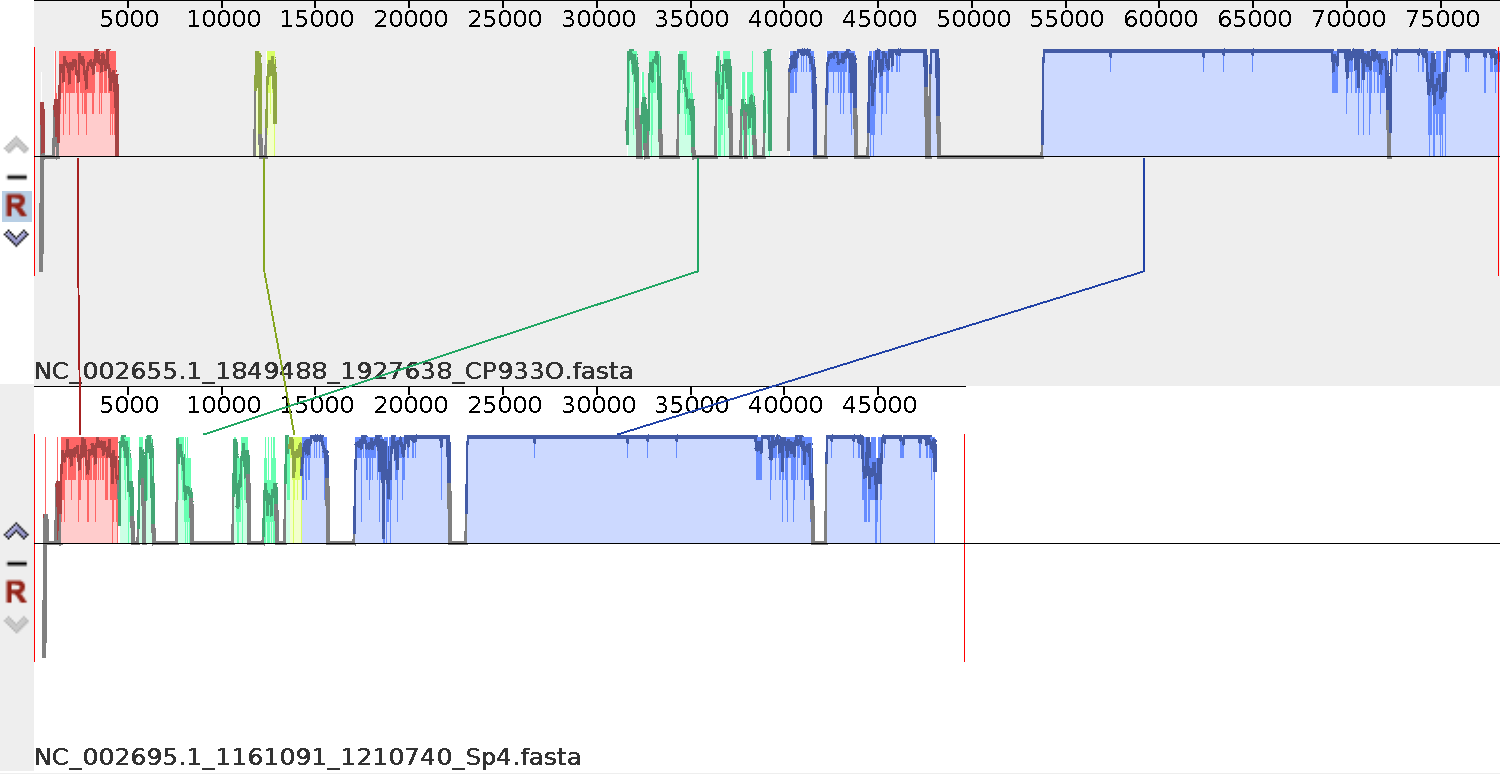 5000 10000 15000 20000 25000 30000 35000 40000 45000 50000 55000 60000 65000 70000 75000
R
NC_002655.1_1849488_1927638_CP933O.fasta
5000 10000 15000 20000 25000 30000 35000 40000 45000
R
NC_002695.1_1161091_1210740_Sp4.fasta